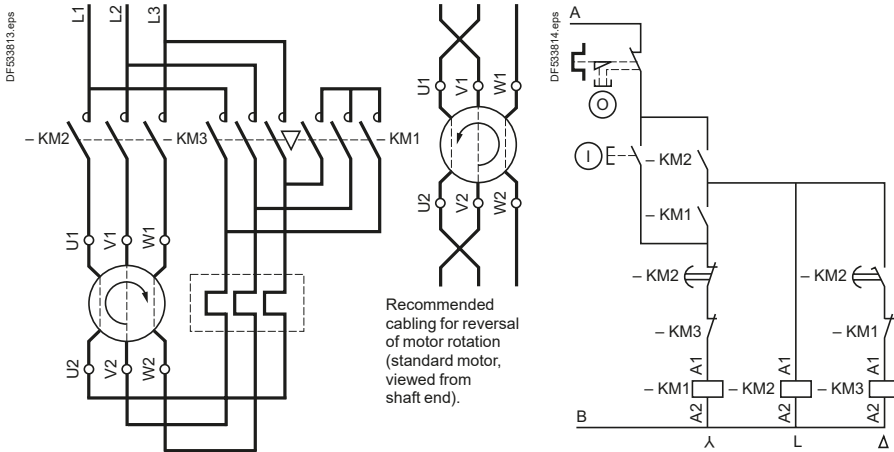 DF533813.eps
L1
L2
L3
– KM2
– KM3
– KM1
U1
V1
W1
U2
V2
W2
U1
V1
W1
U2
V2
W2
Recommended
cabling for reversal
of motor rotation
(standard motor,
viewed from
shaft end).
DF533814.eps
A
O
I
– KM2
– KM1
– KM2
– KM2
– KM3
– KM1
A1
A1
A1
– KM1
– KM2
– KM3
A2
A2
A2
B
L
Δ